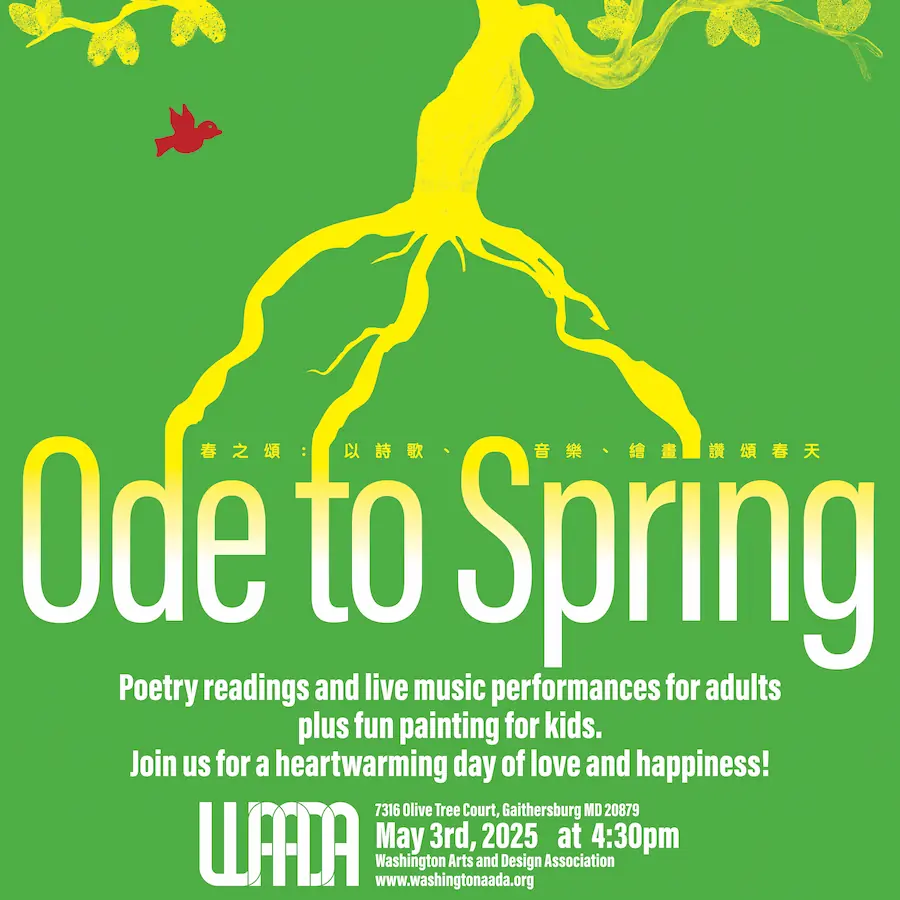 春之頌：以詩歌、音樂、繪畫讚頌春天
Ode to Spring
Poetry readings and live music performances for adults
plus fun painting for kids.
Join us for a heartwarming day of love and happiness!
WAADA
7316 Olive Tree Court, Gaithersburg MD 20879
May 3rd, 2025 at 4:30pm
Washington Arts and Design Association
www.washingtonaada.org